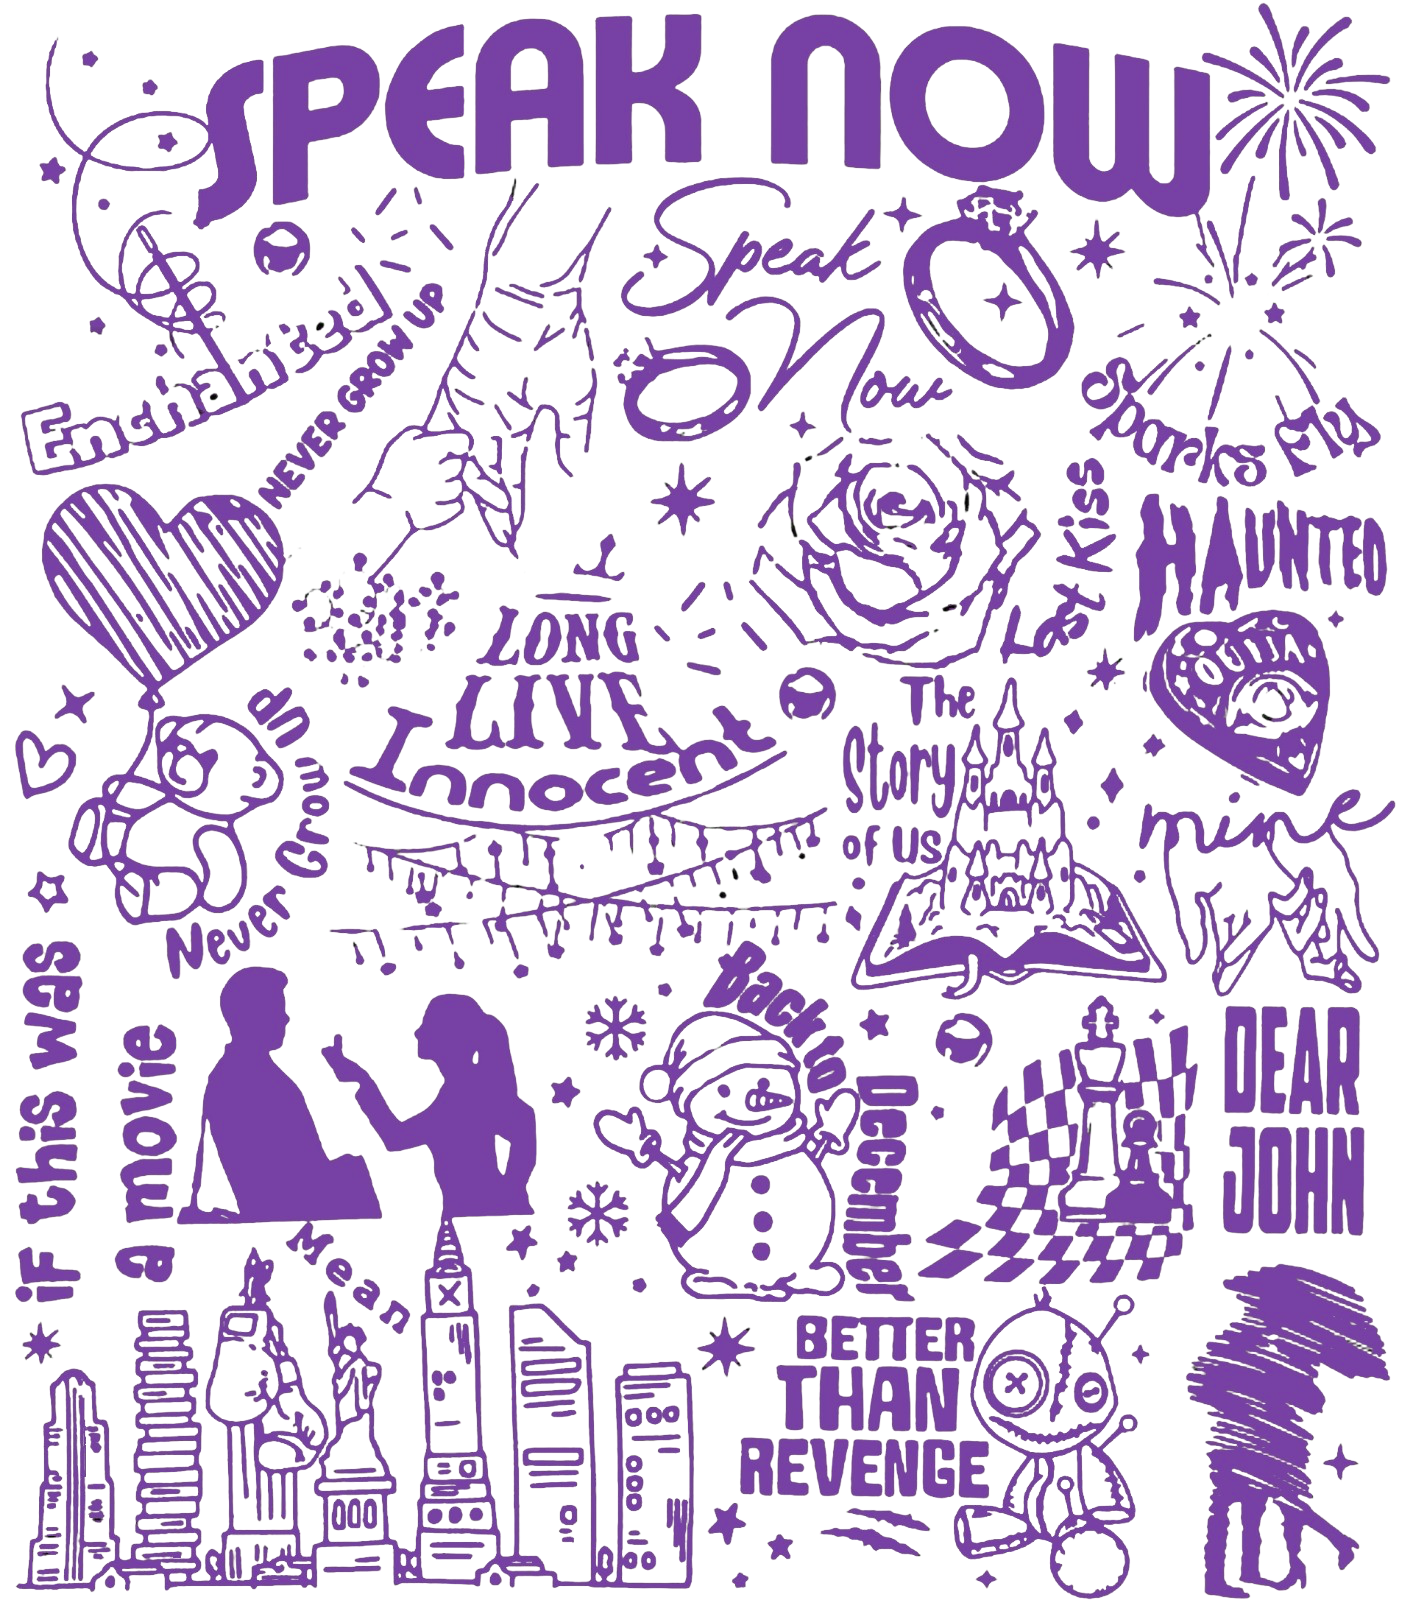 SPEAK NOW
Speak
Now
Enchanted
NEVER GROW UP
Sparks Fly
Last Kiss
HAUNTED
OUIJA
LONG
LIVE
Innocent
Never Grow Up
The
Story
of us
mine
if this was
a movie
Back to
December
DEAR
JOHN
Mean
BETTER
THAN
REVENGE